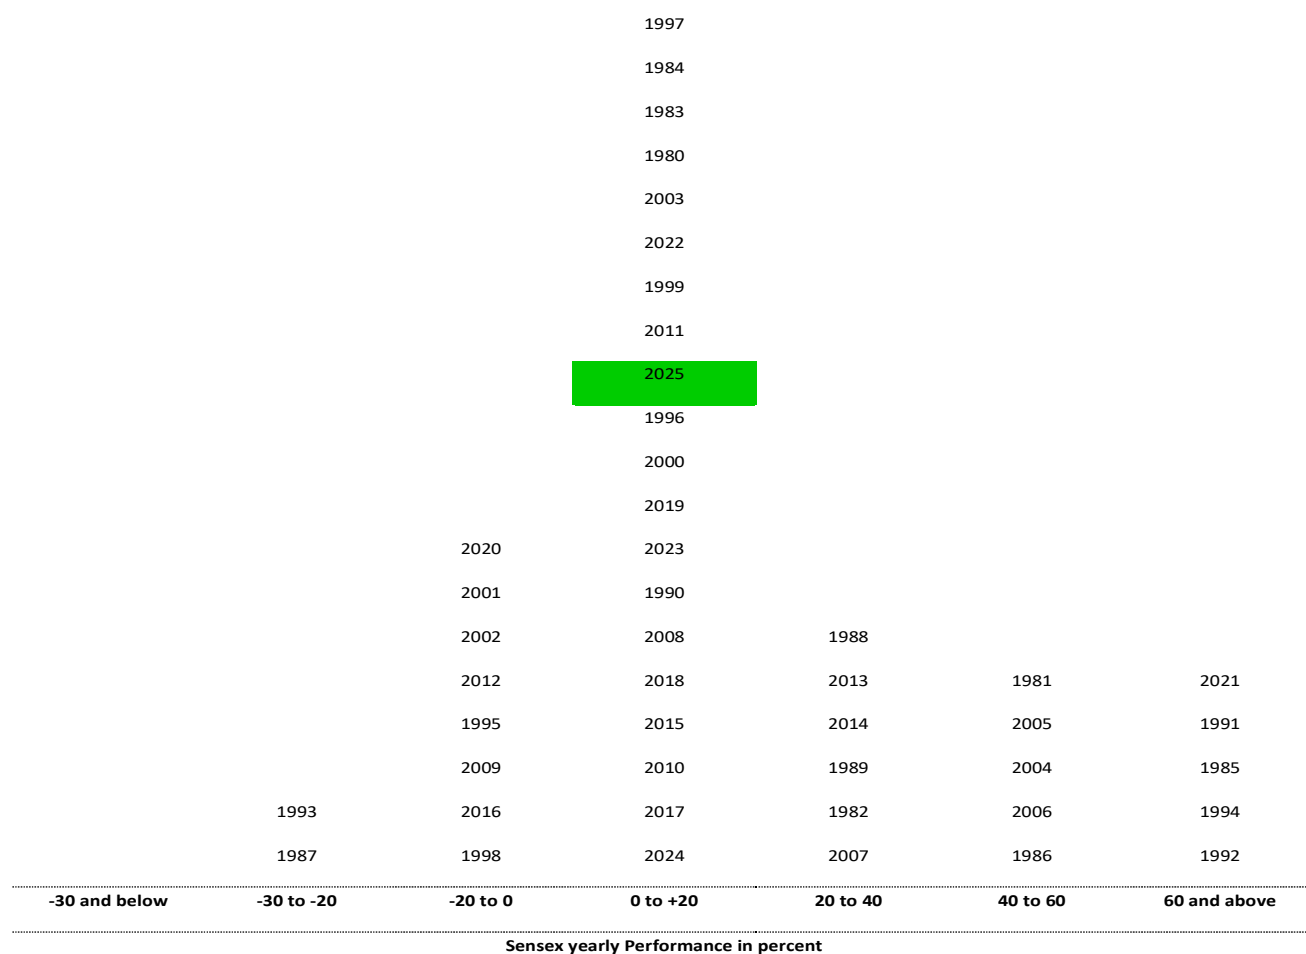 1997
1984
1983
1980
2003
2022
1999
2011
2025
1996
2000
2019
2020 2023
2001 1990
2002 2008 1988
2012 2018 2013 1981 2021
1995 2015 2014 2005 1991
2009 2010 1989 2004 1985
1993 2016 2017 1982 2006 1994
1987 1998 2024 2007 1986 1992
-30 and below -30 to -20 -20 to 0 0 to +20 20 to 40 40 to 60 60 and above
Sensex yearly Performance in percent